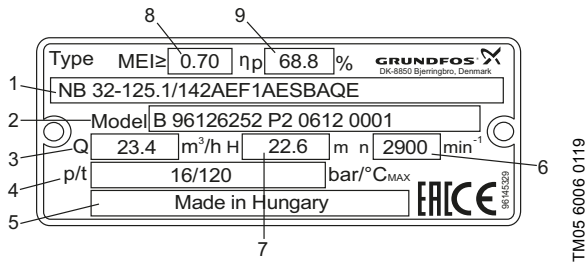 8 9
Type MEI≥ 0.70 ηp 68.8 % GRUNDFOS
DK-8850 Bjerringbro, Denmark
1 NB 32-125.1/142AEF1AESBAQE
2 Model B 96126252 P2 0612 0001
3 Q 23.4 m³/h H 22.6 m n 2900 min⁻¹ 6
4 p/t 16/120 bar/°CMAX
5 Made in Hungary EAC CE 96145329
7
TM05 6006 0119